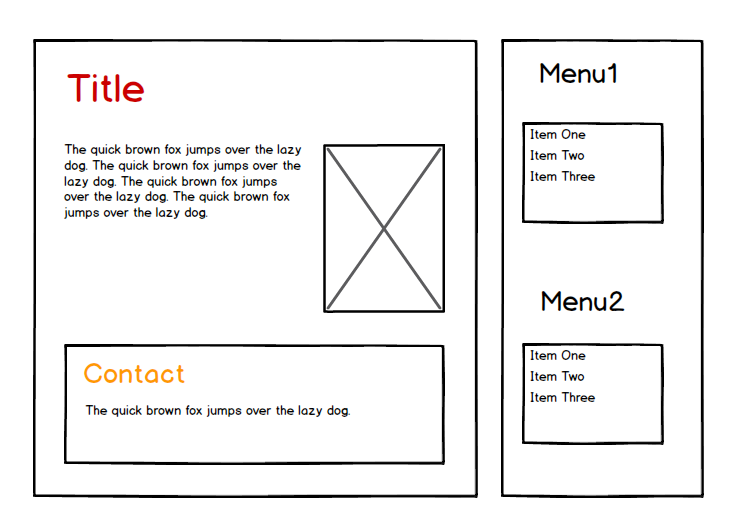 Title
The quick brown fox jumps over the lazy
dog. The quick brown fox jumps over the
lazy dog. The quick brown fox jumps
over the lazy dog. The quick brown fox
jumps over the lazy dog.
Contact
The quick brown fox jumps over the lazy dog.
Menu1
Item One
Item Two
Item Three
Menu2
Item One
Item Two
Item Three